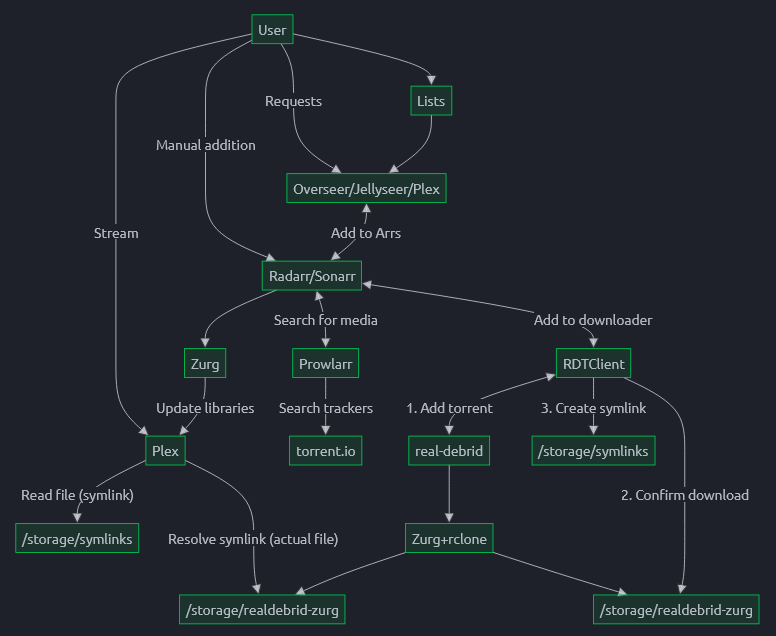 User
Requests
Lists
Manual addition
Overseer/Jellyseer/Plex
Stream
Add to Arrs
Radarr/Sonarr
Search for media
Add to downloader
Zurg
Prowlarr
RDTClient
Update libraries
Search trackers
1. Add torrent
3. Create symlink
Plex
torrent.io
real-debrid
/storage/symlinks
Read file (symlink)
2. Confirm download
/storage/symlinks
Resolve symlink (actual file)
Zurg+rclone
/storage/realdebrid-zurg
/storage/realdebrid-zurg